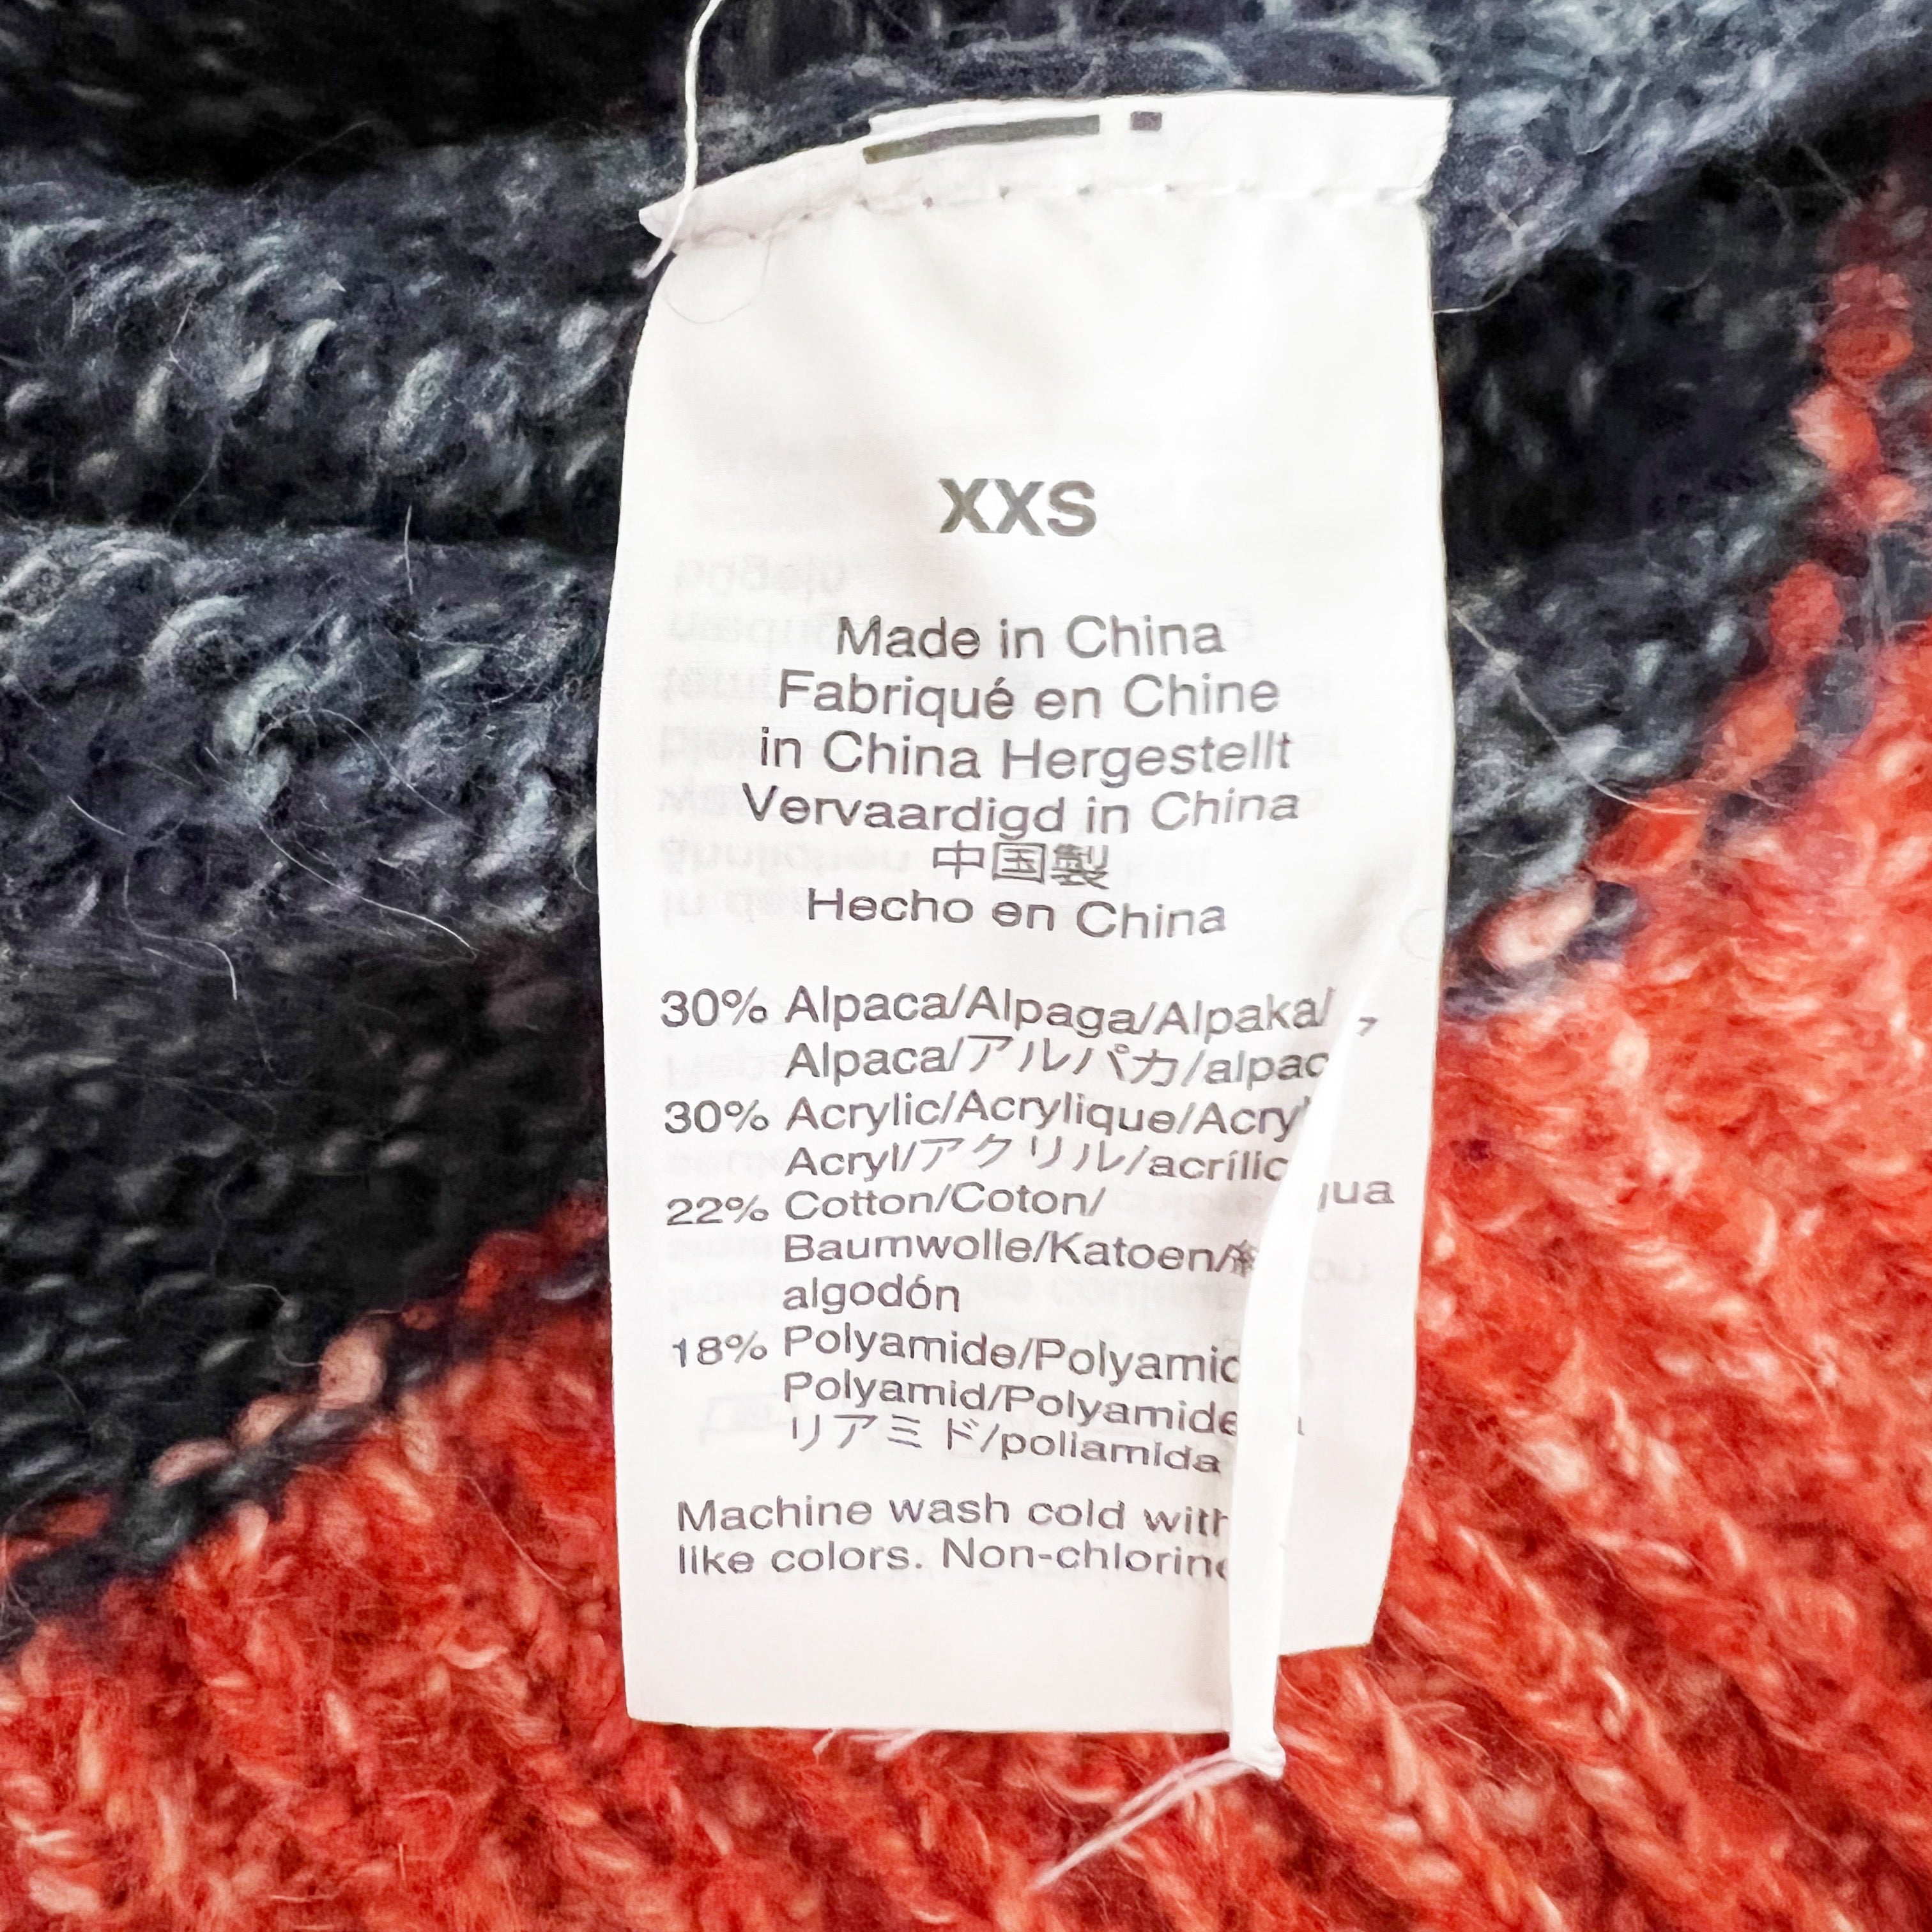 XXS
Made in China
Fabriqué en Chine
in China Hergestellt
Vervaardigd in China
中国製
Hecho en China
30% Alpaca/Alpaga/Alpaka/
Alpaca/アルパカ/alpac
30% Acrylic/Acrylique/Acry
Acryl/アクリル/acrílic
22% Cotton/Coton/
Baumwolle/Katoen/
algodón
18% Polyamide/Polyamid
Polyamid/Polyamide
リアミド/poliamida
Machine wash cold with
like colors. Non-chlorine